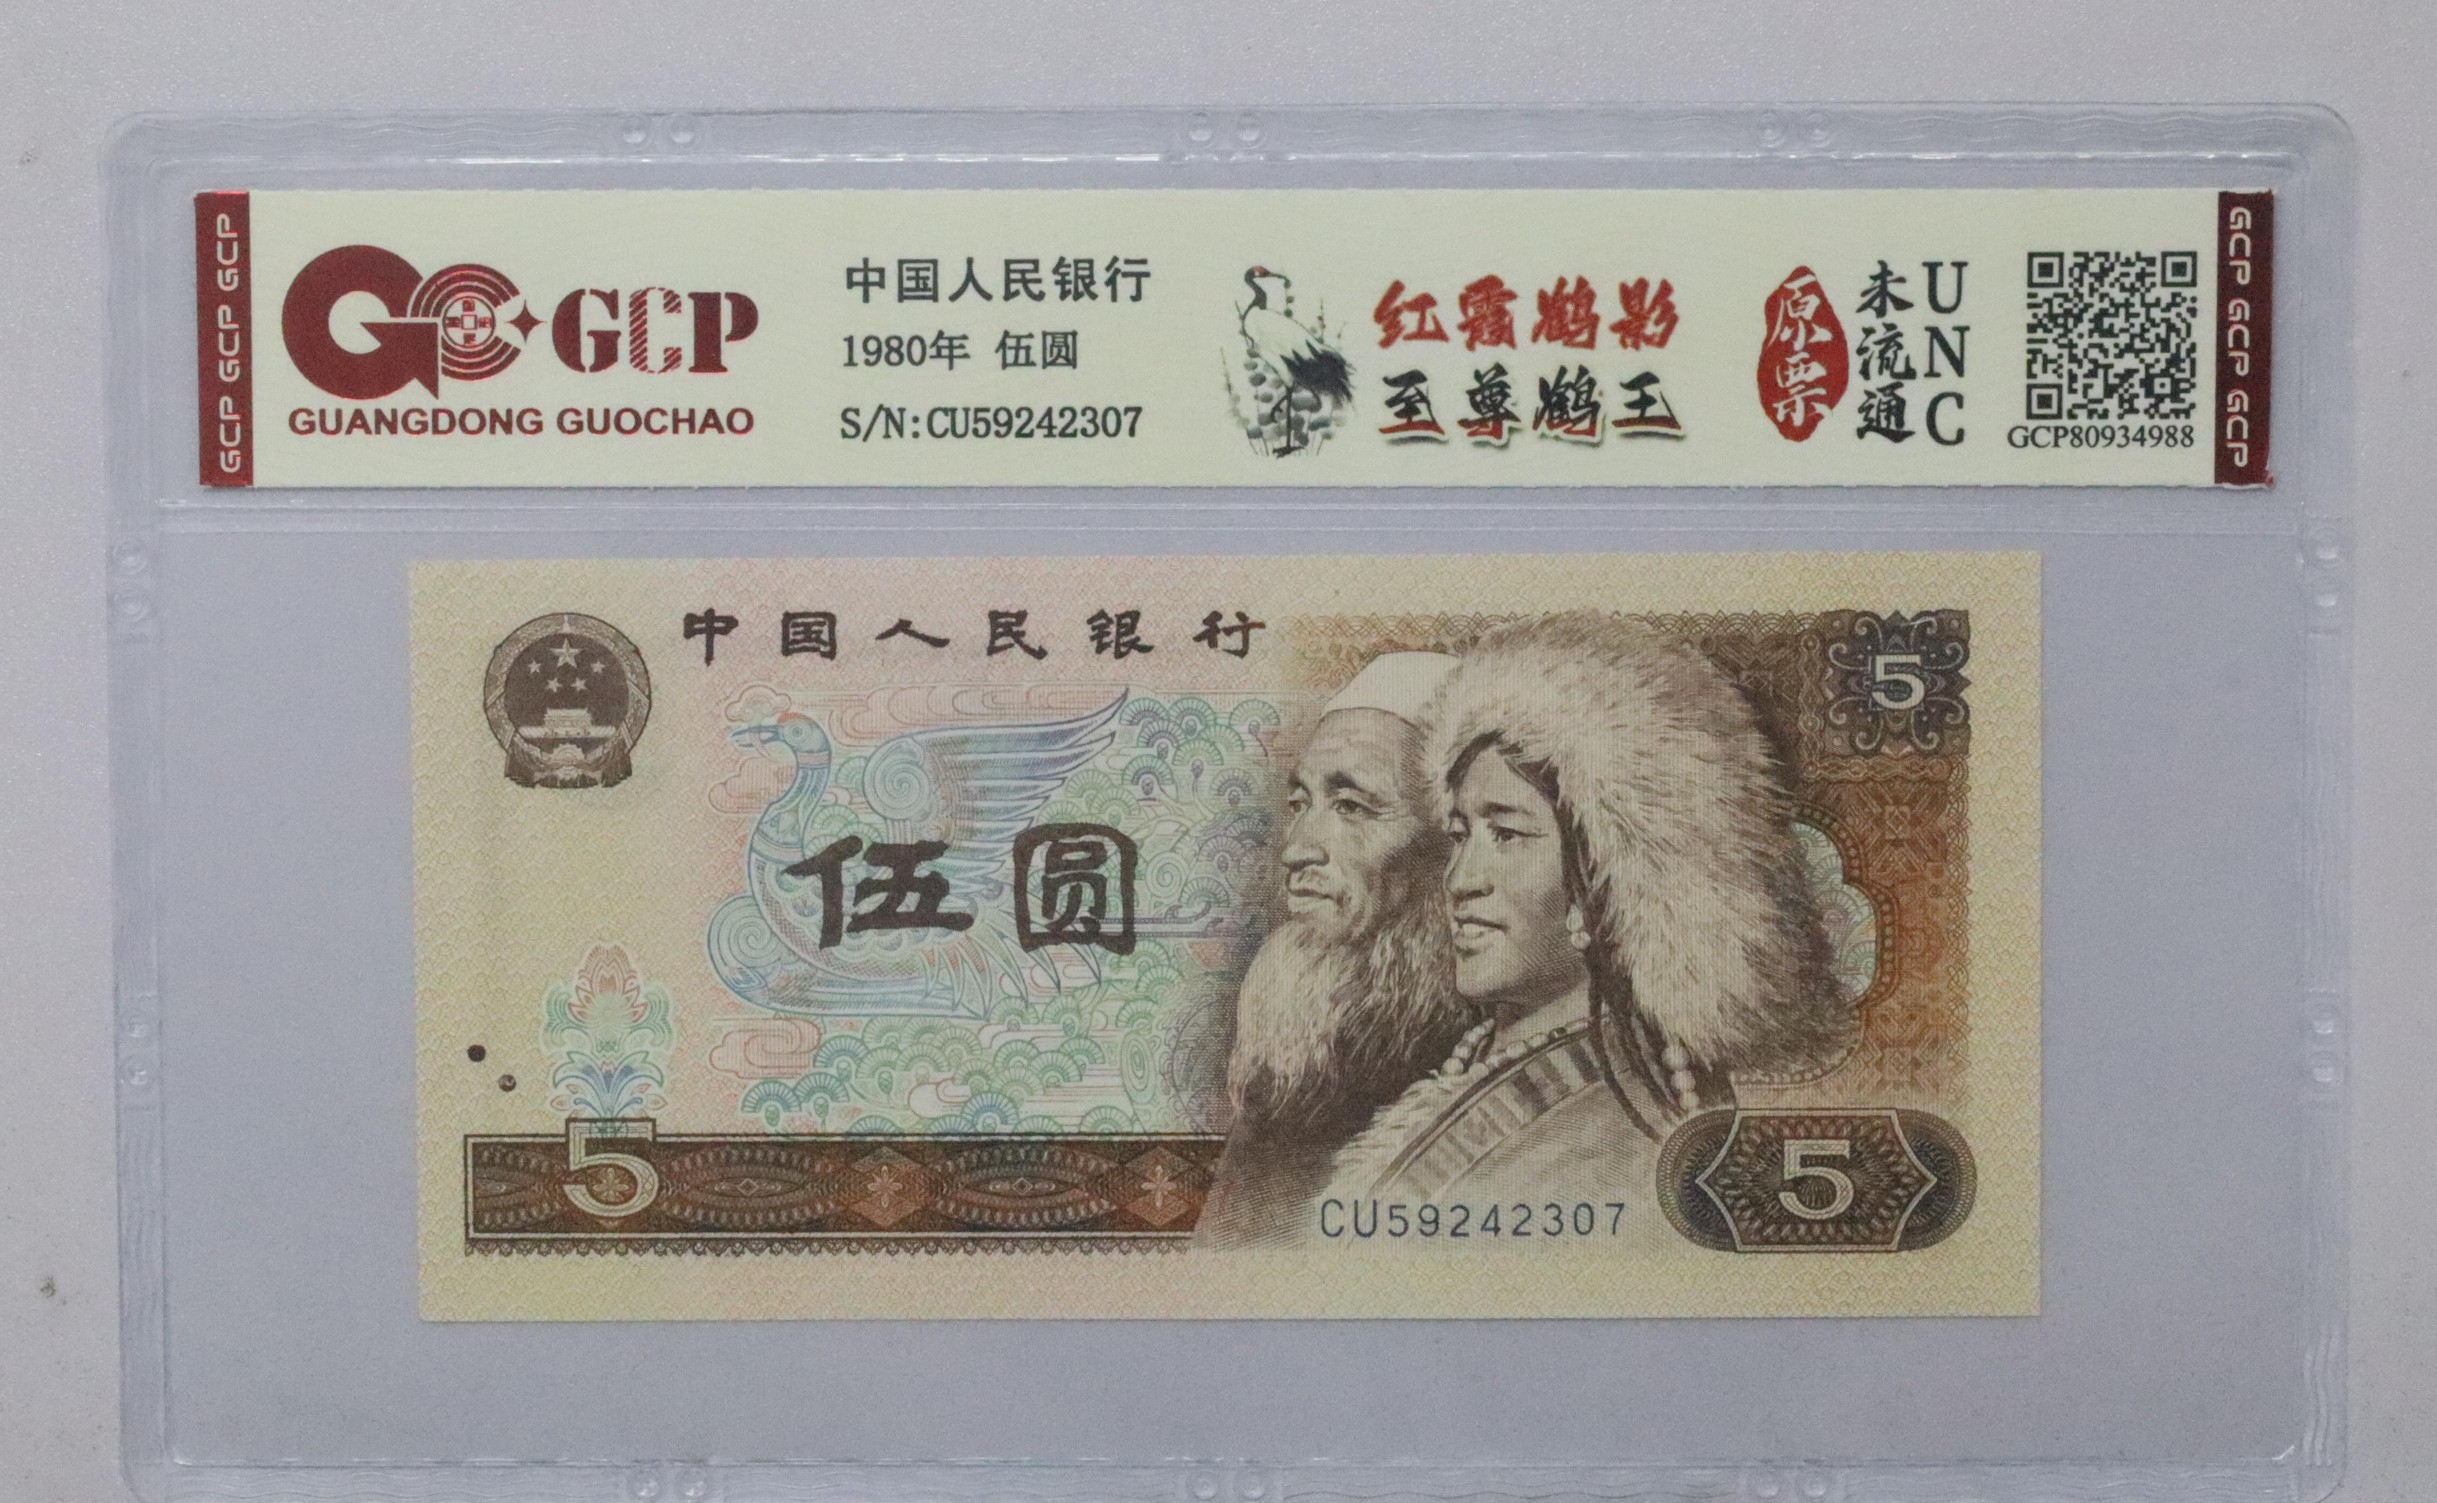 GCP GCP GCP
GCP
GUANGDONG GUOCHAO
中国人民银行
1980年 伍圆
S/N:CU59242307
红霞鹤影
至尊鹤王
原票
未流通
UNC
GCP80934988
GCP GCP GCP
中国人民银行
5
伍圆
5
CU59242307
5